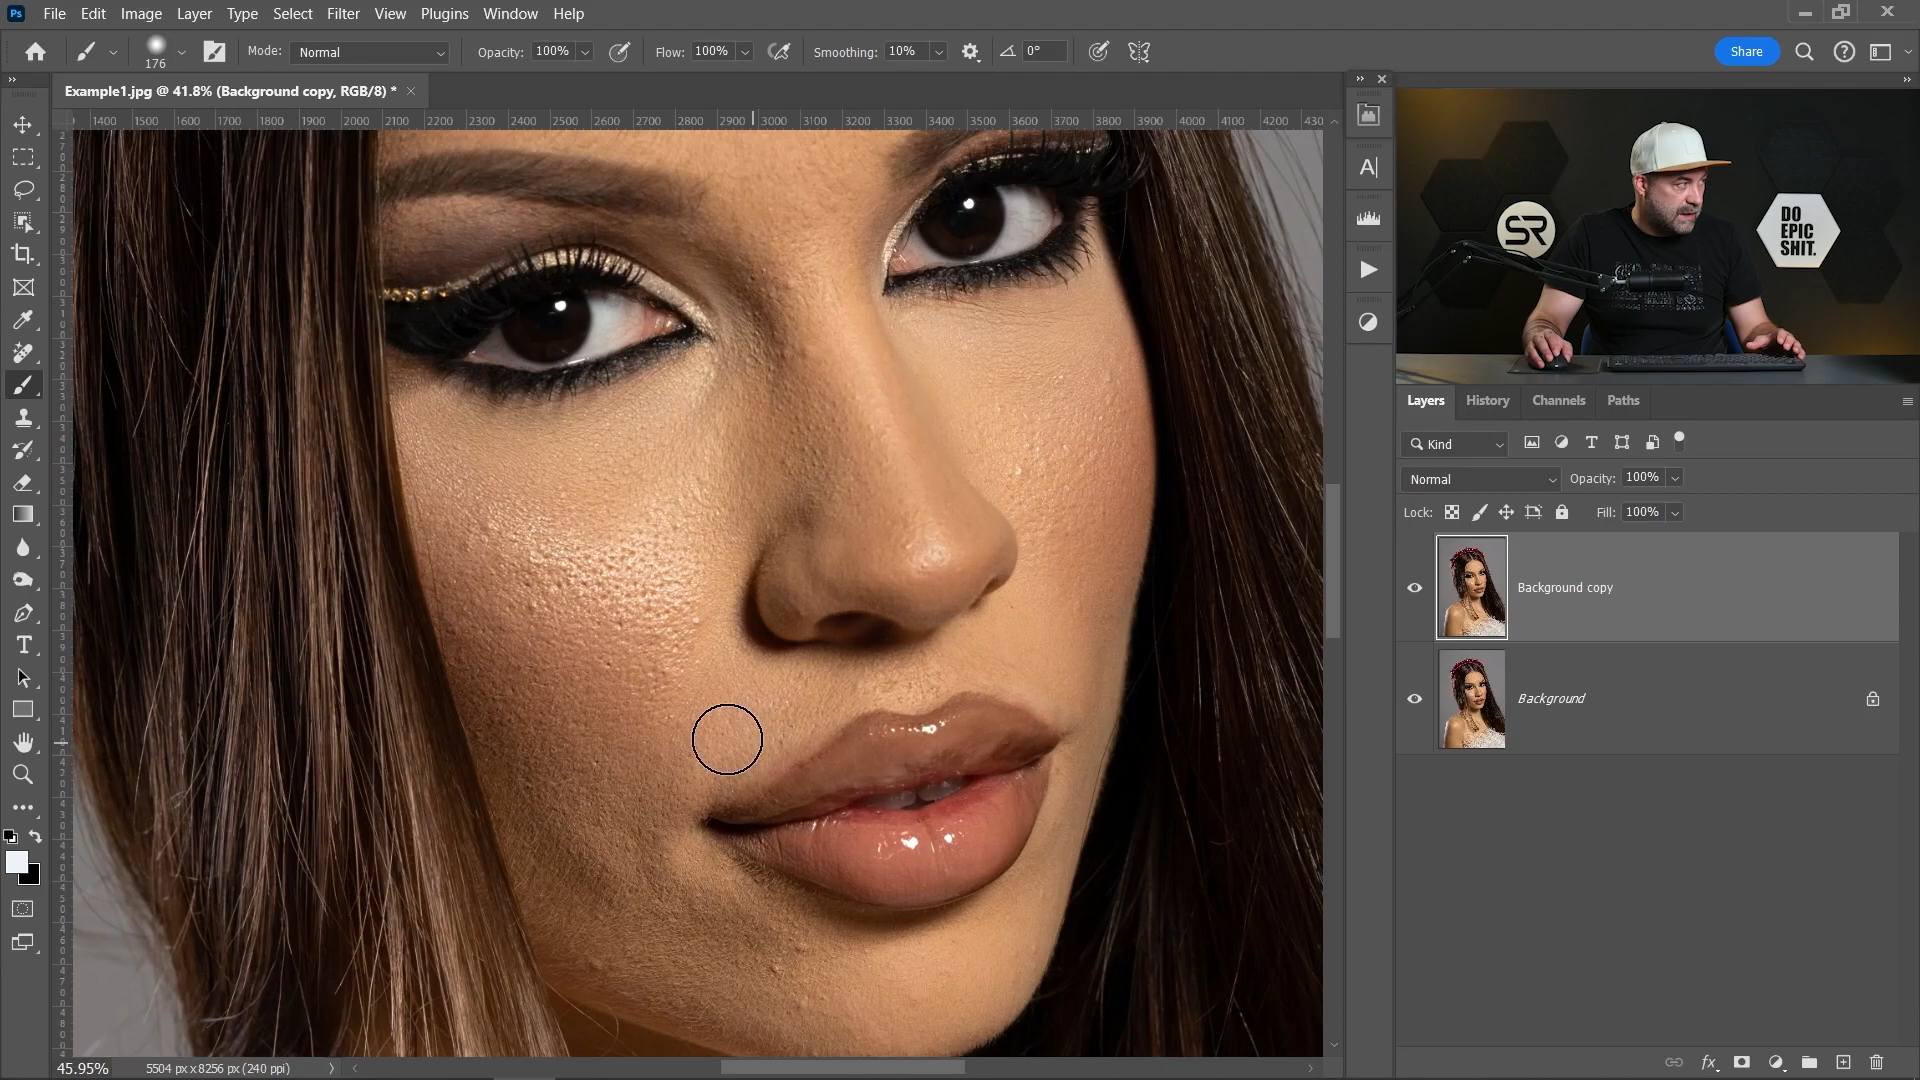 Ps File Edit Image Layer Type Select Filter View Plugins Window Help
176 Mode: Normal Opacity: 100% Flow: 100% Smoothing: 10% 0° Share
Example1.jpg @ 41.8% (Background copy, RGB/8) * ×
1400 1500 1600 1700 1800 1900 2000 2100 2200 2300 2400 2500 2600 2700 2800 2900 3000 3100 3200 3300 3400 3500 3600 3700 3800 3900 4000 4100 4200 4300
SR
DO
EPIC
SHIT.
Layers History Channels Paths
Kind
Normal Opacity: 100%
Lock: Fill: 100%
Background copy
Background
45.95% 5504 px x 8256 px (240 ppi)